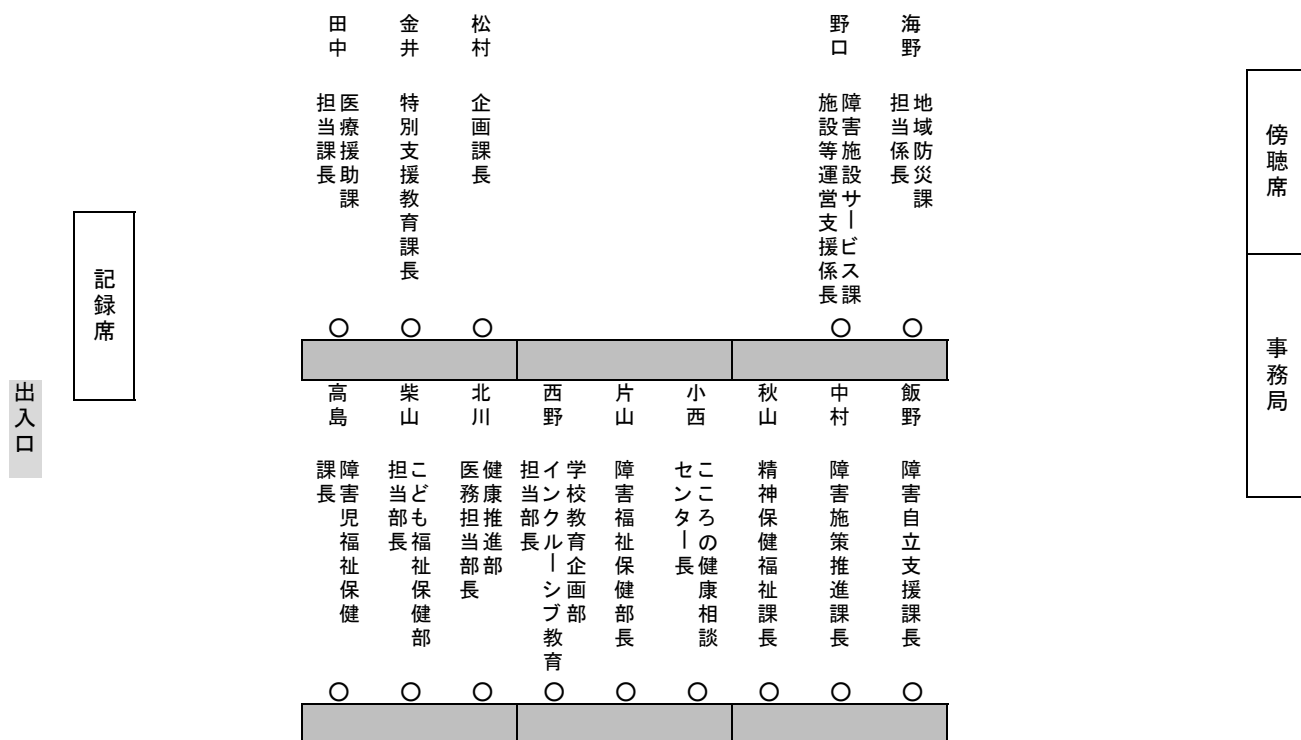 田中
医療援助課
担当課長
金井
特別支援教育課長
松村
企画課長
野口
障害施設サービス課
施設等運営支援係長
海野
地域防災課
担当係長
傍聴席
記録席
事務局
出入口
高島
障害児福祉保健
課長
柴山
こども福祉保健部
担当部長
北川
健康推進部
医務担当部長
西野
学校教育企画部
インクルーシブ教育
担当部長
片山
障害福祉保健部長
小西
こころの健康相談
センター長
秋山
精神保健福祉課長
中村
障害施策推進課長
飯野
障害自立支援課長